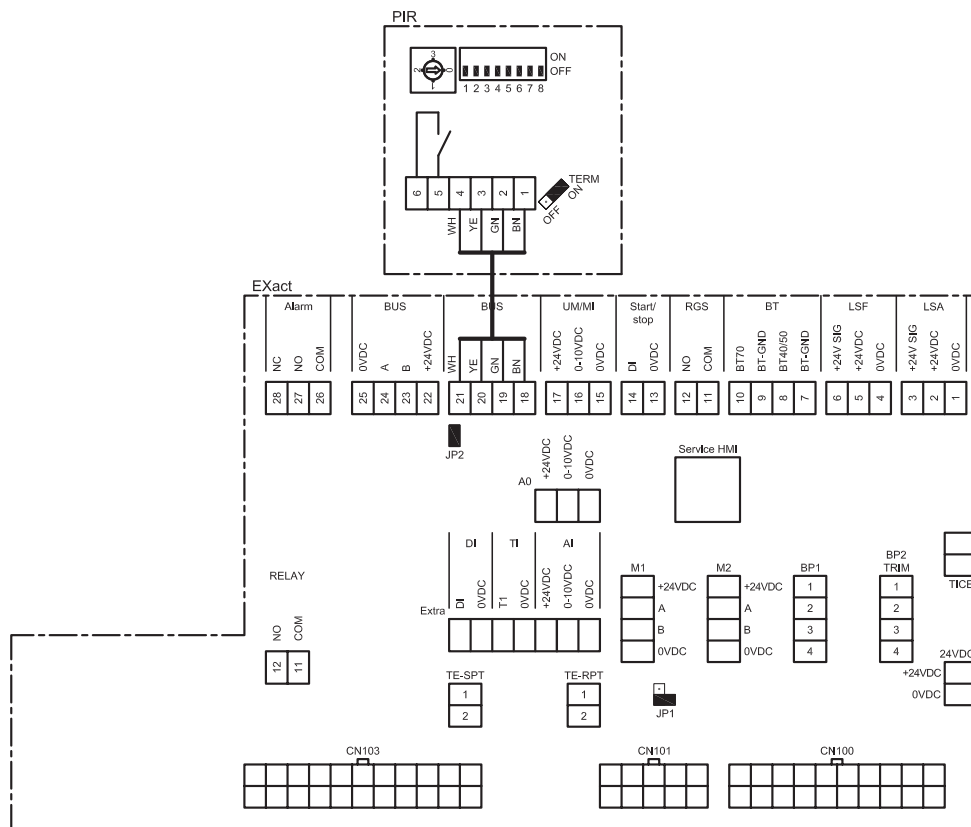 PIR
3
2 0
1
ON
OFF
1 2 3 4 5 6 7 8
6 5 4 3 2 1
TERM
ON
OFF
WH YE GN BN
EXact
Alarm BUS BUS UM/MI Start/stop RGS BT LSF LSA
NC NO COM
0VDC A B +24VDC
WH YE GN BN
+24VDC 0-10VDC 0VDC
DI 0VDC
NO COM
BT70 BT-GND BT40/50 BT-GND
+24V SIG +24VDC 0VDC
+24V SIG +24VDC 0VDC
28 27 26 25 24 23 22 21 20 19 18 17 16 15 14 13 12 11 10 9 8 7 6 5 4 3 2 1
JP2
A0
+24VDC 0-10VDC 0VDC
Service HMI
DI TI AI
DI 0VDC T1 0VDC +24VDC 0-10VDC 0VDC
Extra
RELAY
NO COM
12 11
M1
+24VDC
A
B
0VDC
M2
+24VDC
A
B
0VDC
BP1
1
2
3
4
BP2
TRIM
1
2
3
4
TICE
24VDC
+24VDC
0VDC
TE-SPT
1
2
TE-RPT
1
2
JP1
CN103
CN101
CN100